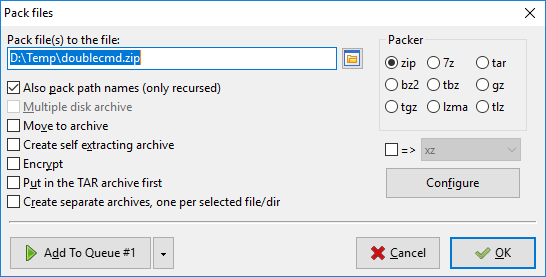 Pack files
Pack file(s) to the file:
D:\Temp\doublecmd.zip
Also pack path names (only recursed)
Multiple disk archive
Move to archive
Create self extracting archive
Encrypt
Put in the TAR archive first
Create separate archives, one per selected file/dir
Packer
zip 7z tar
bz2 tbz gz
tgz lzma tlz
=> xz
Configure
Add To Queue #1
Cancel
OK